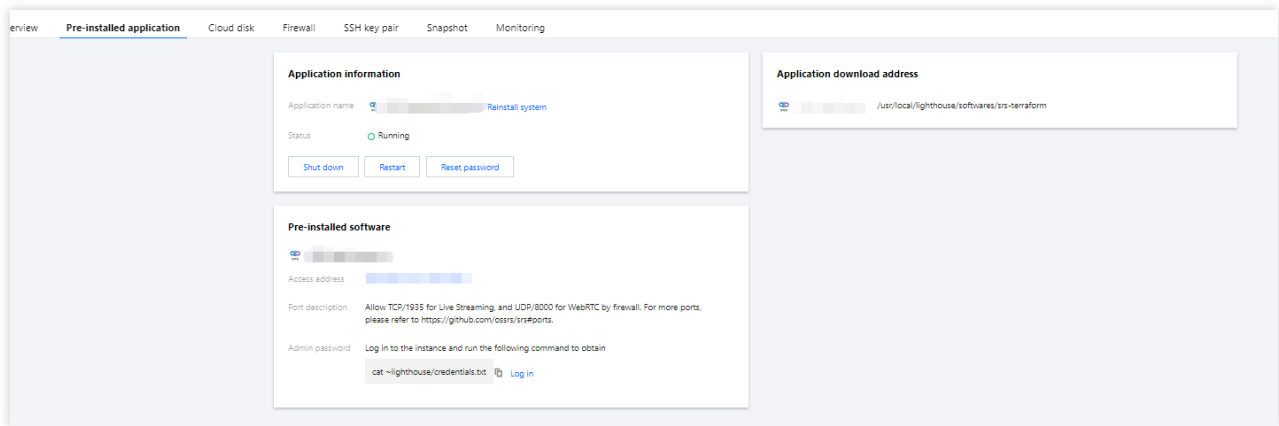 erview Pre-installed application Cloud disk Firewall SSH key pair Snapshot Monitoring
Application information
Application name Reinstall system
Status Running
Shut down Restart Reset password
Application download address
/usr/local/lighthouse/softwares/srs-terraform
Pre-installed software
Access address
Port description Allow TCP/1935 for Live Streaming, and UDP/8000 for WebRTC by firewall. For more ports,
please refer to https://github.com/ossrs/srs#ports.
Admin password Log in to the instance and run the following command to obtain
cat ~lighthouse/credentials.txt Log in